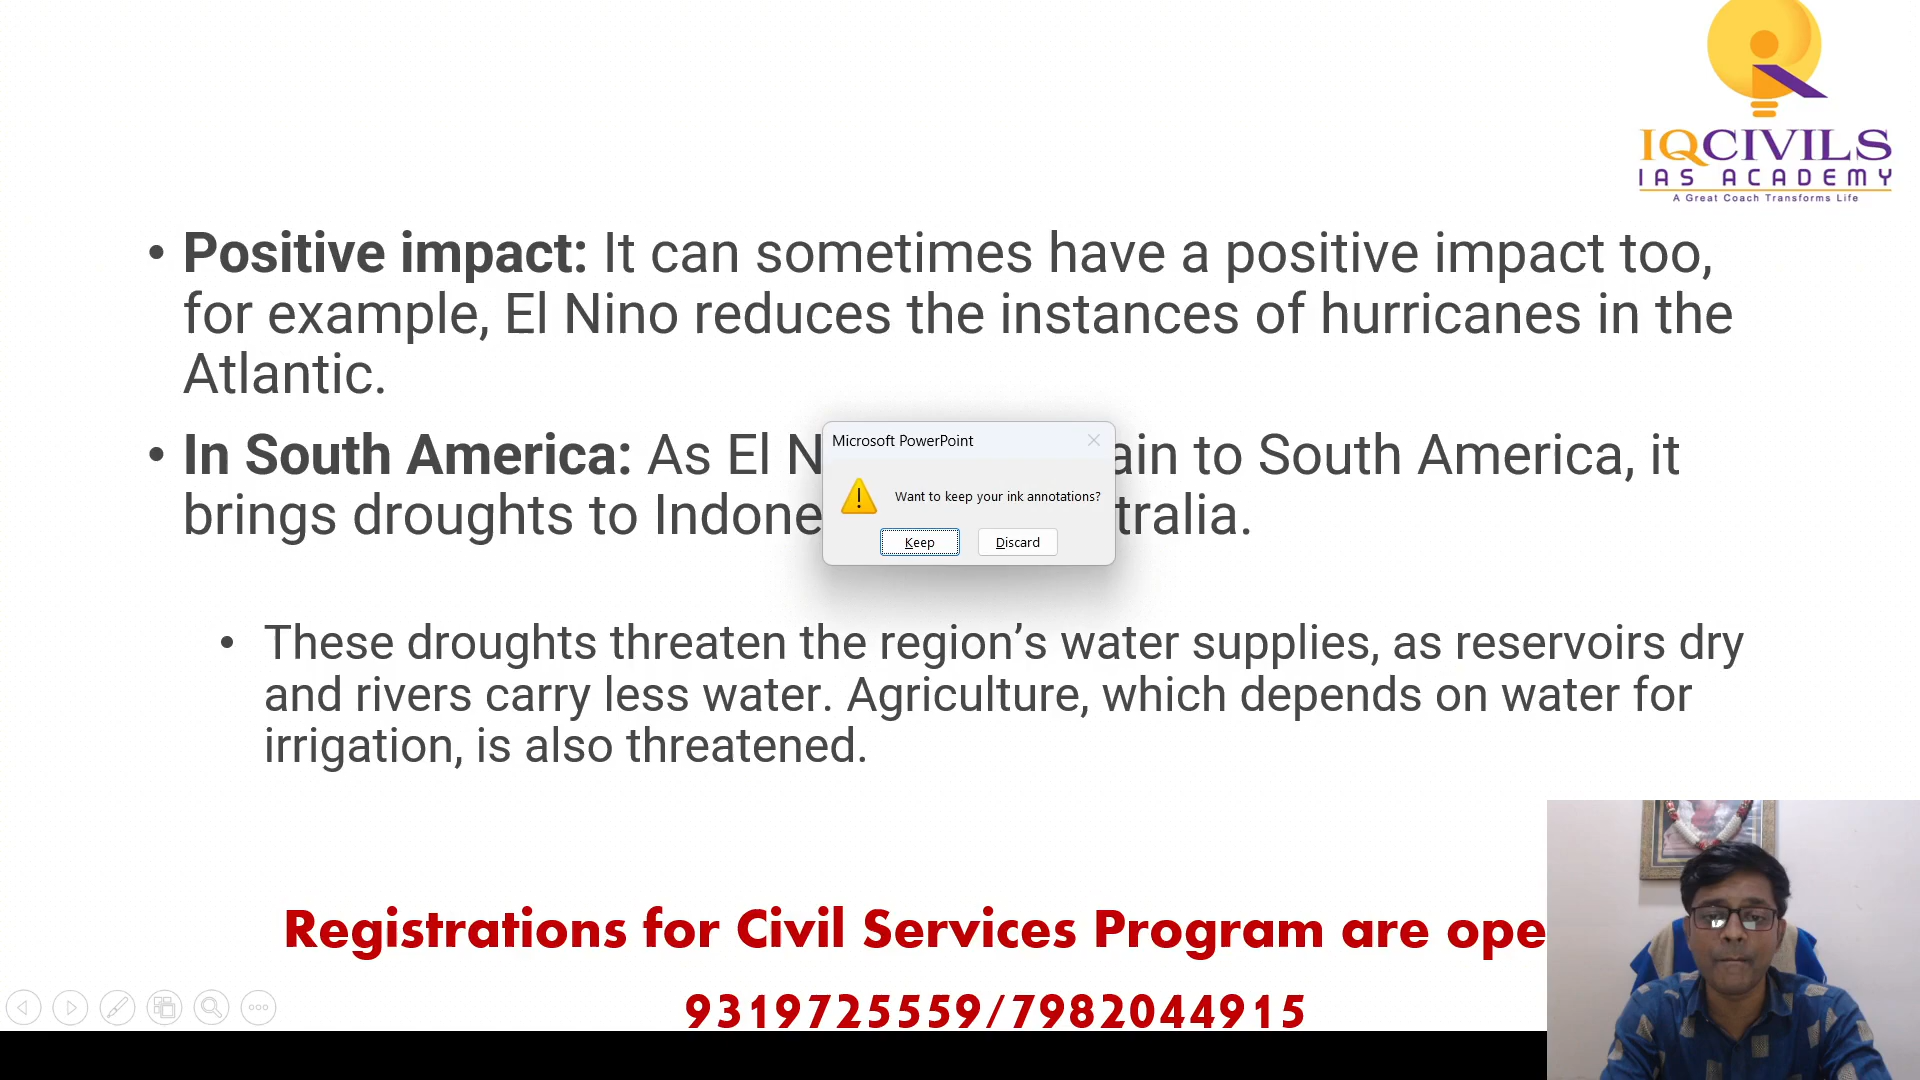 IQCIVILS
IAS ACADEMY
A Great Coach Transforms Life
• Positive impact: It can sometimes have a positive impact too,
for example, El Nino reduces the instances of hurricanes in the
Atlantic.
• In South America: As El N ain to South America, it
brings droughts to Indone tralia.
Microsoft PowerPoint
Want to keep your ink annotations?
Keep Discard
• These droughts threaten the region’s water supplies, as reservoirs dry
and rivers carry less water. Agriculture, which depends on water for
irrigation, is also threatened.
Registrations for Civil Services Program are ope
9319725559/7982044915